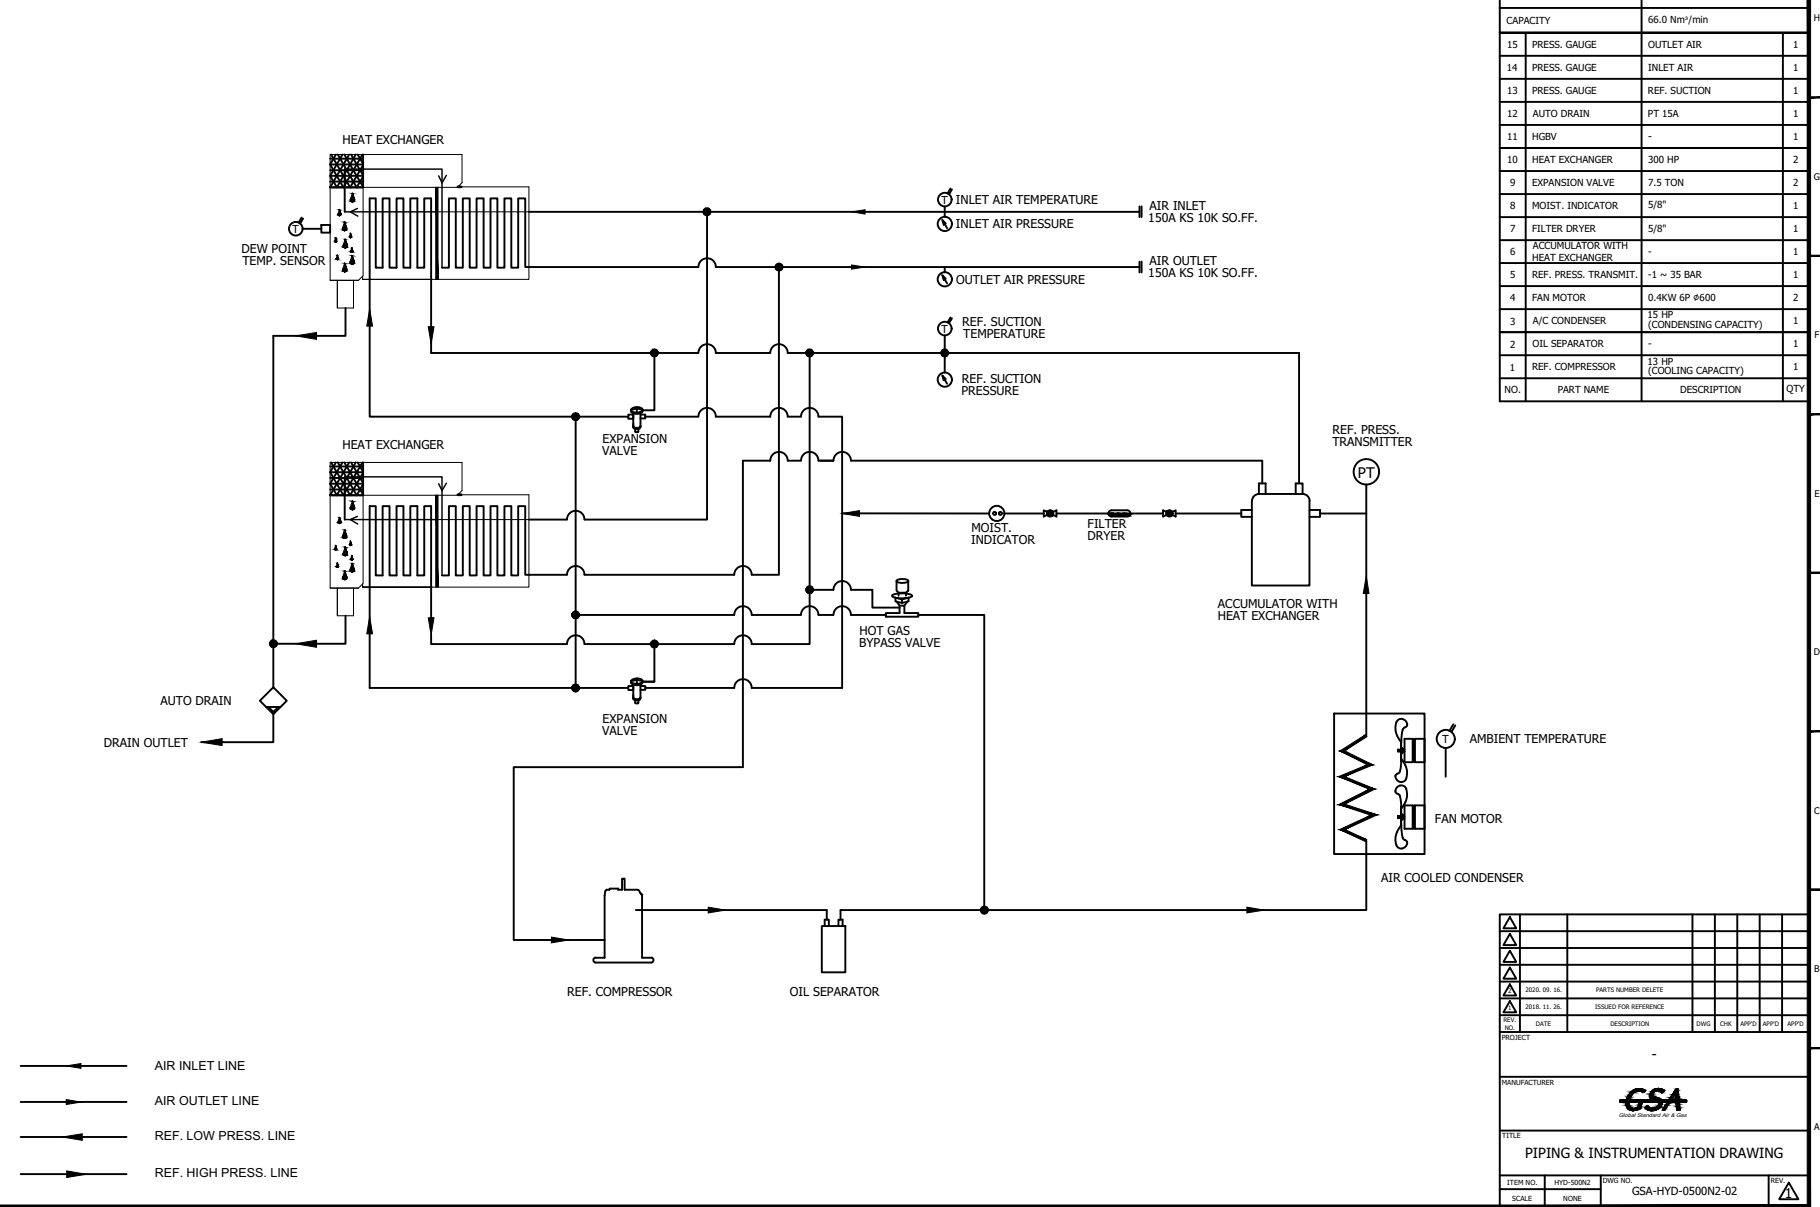 CAPACITY 66.0 Nm³/min
15 PRESS. GAUGE OUTLET AIR 1
14 PRESS. GAUGE INLET AIR 1
13 PRESS. GAUGE REF. SUCTION 1
12 AUTO DRAIN PT 15A 1
11 HGBV - 1
10 HEAT EXCHANGER 300 HP 2
9 EXPANSION VALVE 7.5 TON 2
8 MOIST. INDICATOR 5/8" 1
7 FILTER DRYER 5/8" 1
6 ACCUMULATOR WITH
HEAT EXCHANGER - 1
5 REF. PRESS. TRANSMIT. -1 ~ 35 BAR 1
4 FAN MOTOR 0.4KW 6P ø600 2
3 A/C CONDENSER 15 HP
(CONDENSING CAPACITY) 1
2 OIL SEPARATOR - 1
1 REF. COMPRESSOR 13 HP
(COOLING CAPACITY) 1
NO. PART NAME DESCRIPTION QTY
H
G
F
E
D
C
B
A
HEAT EXCHANGER
T
DEW POINT
TEMP. SENSOR
T INLET AIR TEMPERATURE
INLET AIR PRESSURE
AIR INLET
150A KS 10K SO.FF.
AIR OUTLET
150A KS 10K SO.FF.
OUTLET AIR PRESSURE
T REF. SUCTION
TEMPERATURE
REF. SUCTION
PRESSURE
EXPANSION
VALVE
HEAT EXCHANGER
REF. PRESS.
TRANSMITTER
PT
MOIST.
INDICATOR
FILTER
DRYER
ACCUMULATOR WITH
HEAT EXCHANGER
HOT GAS
BYPASS VALVE
EXPANSION
VALVE
AUTO DRAIN
DRAIN OUTLET
T AMBIENT TEMPERATURE
FAN MOTOR
AIR COOLED CONDENSER
REF. COMPRESSOR
OIL SEPARATOR
AIR INLET LINE
AIR OUTLET LINE
REF. LOW PRESS. LINE
REF. HIGH PRESS. LINE
2 2020. 09. 16. PARTS NUMBER DELETE
1 2018. 11. 26. ISSUED FOR REFERENCE
REV. NO. DATE DESCRIPTION DWG CHK APP'D APP'D APP'D
PROJECT
-
MANUFACTURER
GSA
Global Standard Air & Gas
TITLE
PIPING & INSTRUMENTATION DRAWING
ITEM NO. HYD-500N2 DWG NO. GSA-HYD-0500N2-02 REV. 1
SCALE NONE